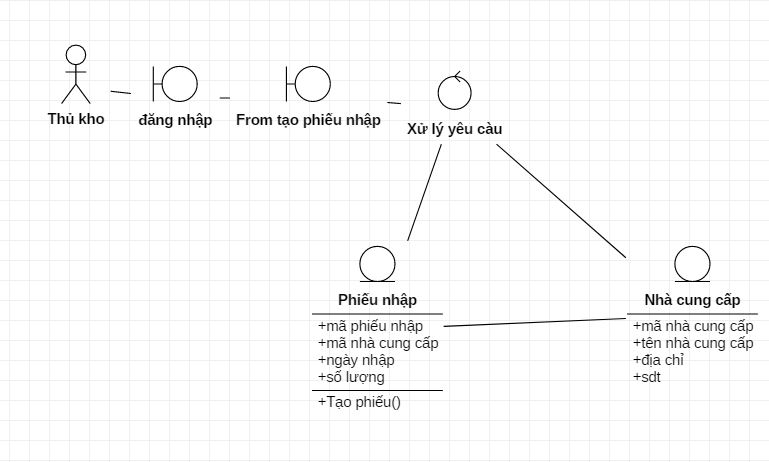 Thủ kho
đăng nhập
From tạo phiếu nhập
Xử lý yêu càu
Phiếu nhập
+mã phiếu nhập
+mã nhà cung cấp
+ngày nhập
+số lượng
+Tạo phiếu()
Nhà cung cấp
+mã nhà cung cấp
+tên nhà cung cấp
+địa chỉ
+sdt